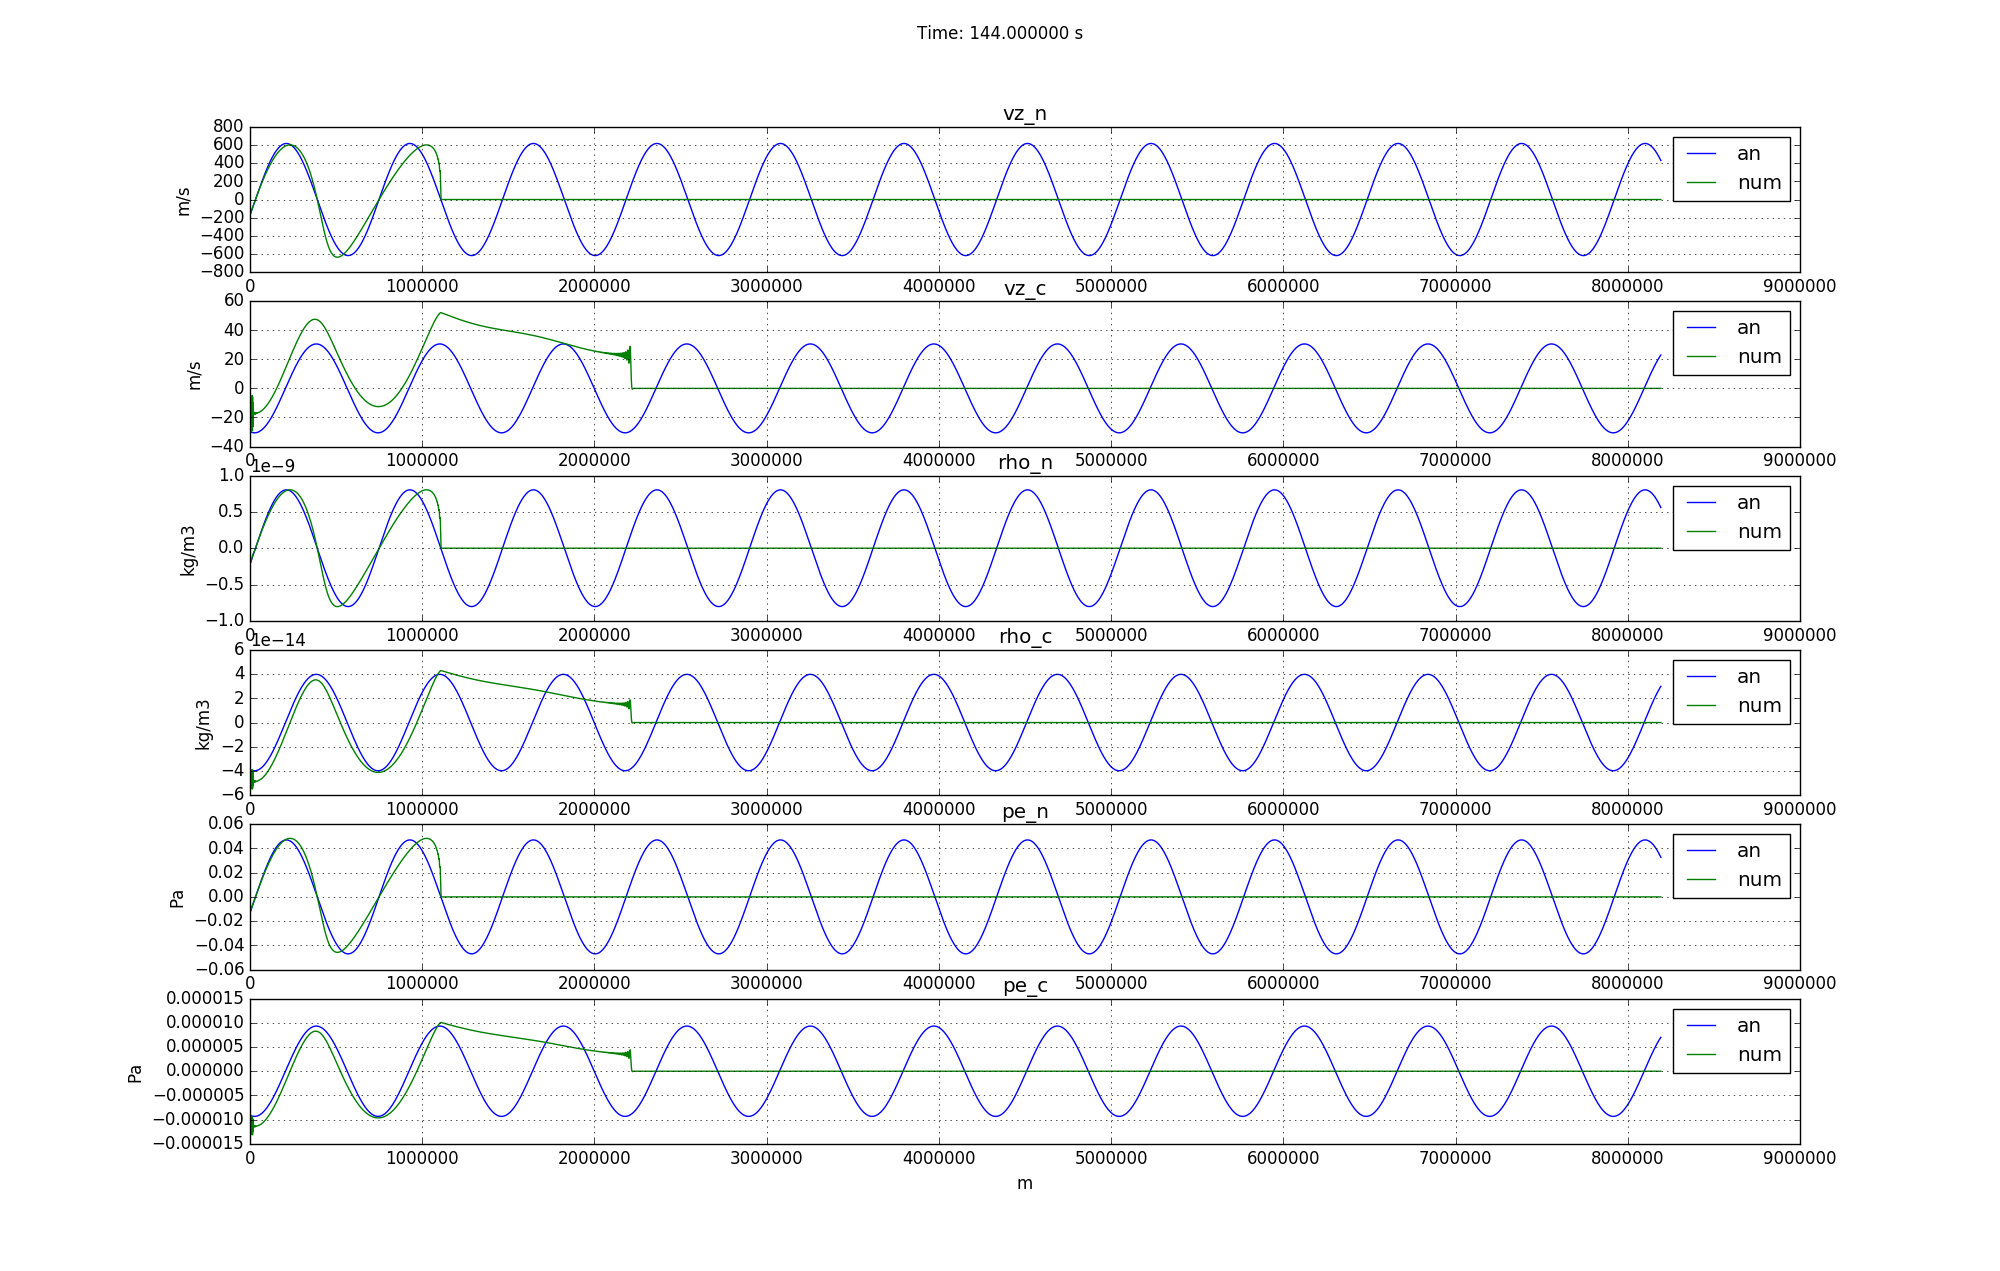 Time: 144.000000 s
vz_n
800
600
400
200
0
−200
−400
−600
−800
m/s
an
num
0 1000000 2000000 3000000 4000000 5000000 6000000 7000000 8000000 9000000
vz_c
60
40
20
0
−20
−40
m/s
an
num
0 1000000 2000000 3000000 4000000 5000000 6000000 7000000 8000000 9000000
1e−9
rho_n
1.0
0.5
0.0
−0.5
−1.0
kg/m3
an
num
0 1000000 2000000 3000000 4000000 5000000 6000000 7000000 8000000 9000000
1e−14
rho_c
6
4
2
0
−2
−4
−6
kg/m3
an
num
0 1000000 2000000 3000000 4000000 5000000 6000000 7000000 8000000 9000000
pe_n
0.06
0.04
0.02
0.00
−0.02
−0.04
−0.06
Pa
an
num
0 1000000 2000000 3000000 4000000 5000000 6000000 7000000 8000000 9000000
pe_c
0.000015
0.000010
0.000005
0.000000
−0.000005
−0.000010
−0.000015
Pa
an
num
0 1000000 2000000 3000000 4000000 5000000 6000000 7000000 8000000 9000000
m